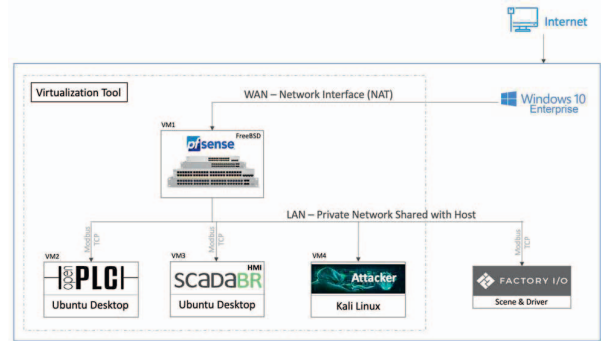 Internet
Virtualization Tool
WAN – Network Interface (NAT)
Windows 10
Enterprise
VM1
FreeBSD
pfsense
LAN – Private Network Shared with Host
Modbus
TCP
Modbus
TCP
Modbus
TCP
VM2
open PLC
Ubuntu Desktop
VM3
HMI
SCADABR
Ubuntu Desktop
VM4
Attacker
Kali Linux
FACTORY I/O
Scene & Driver